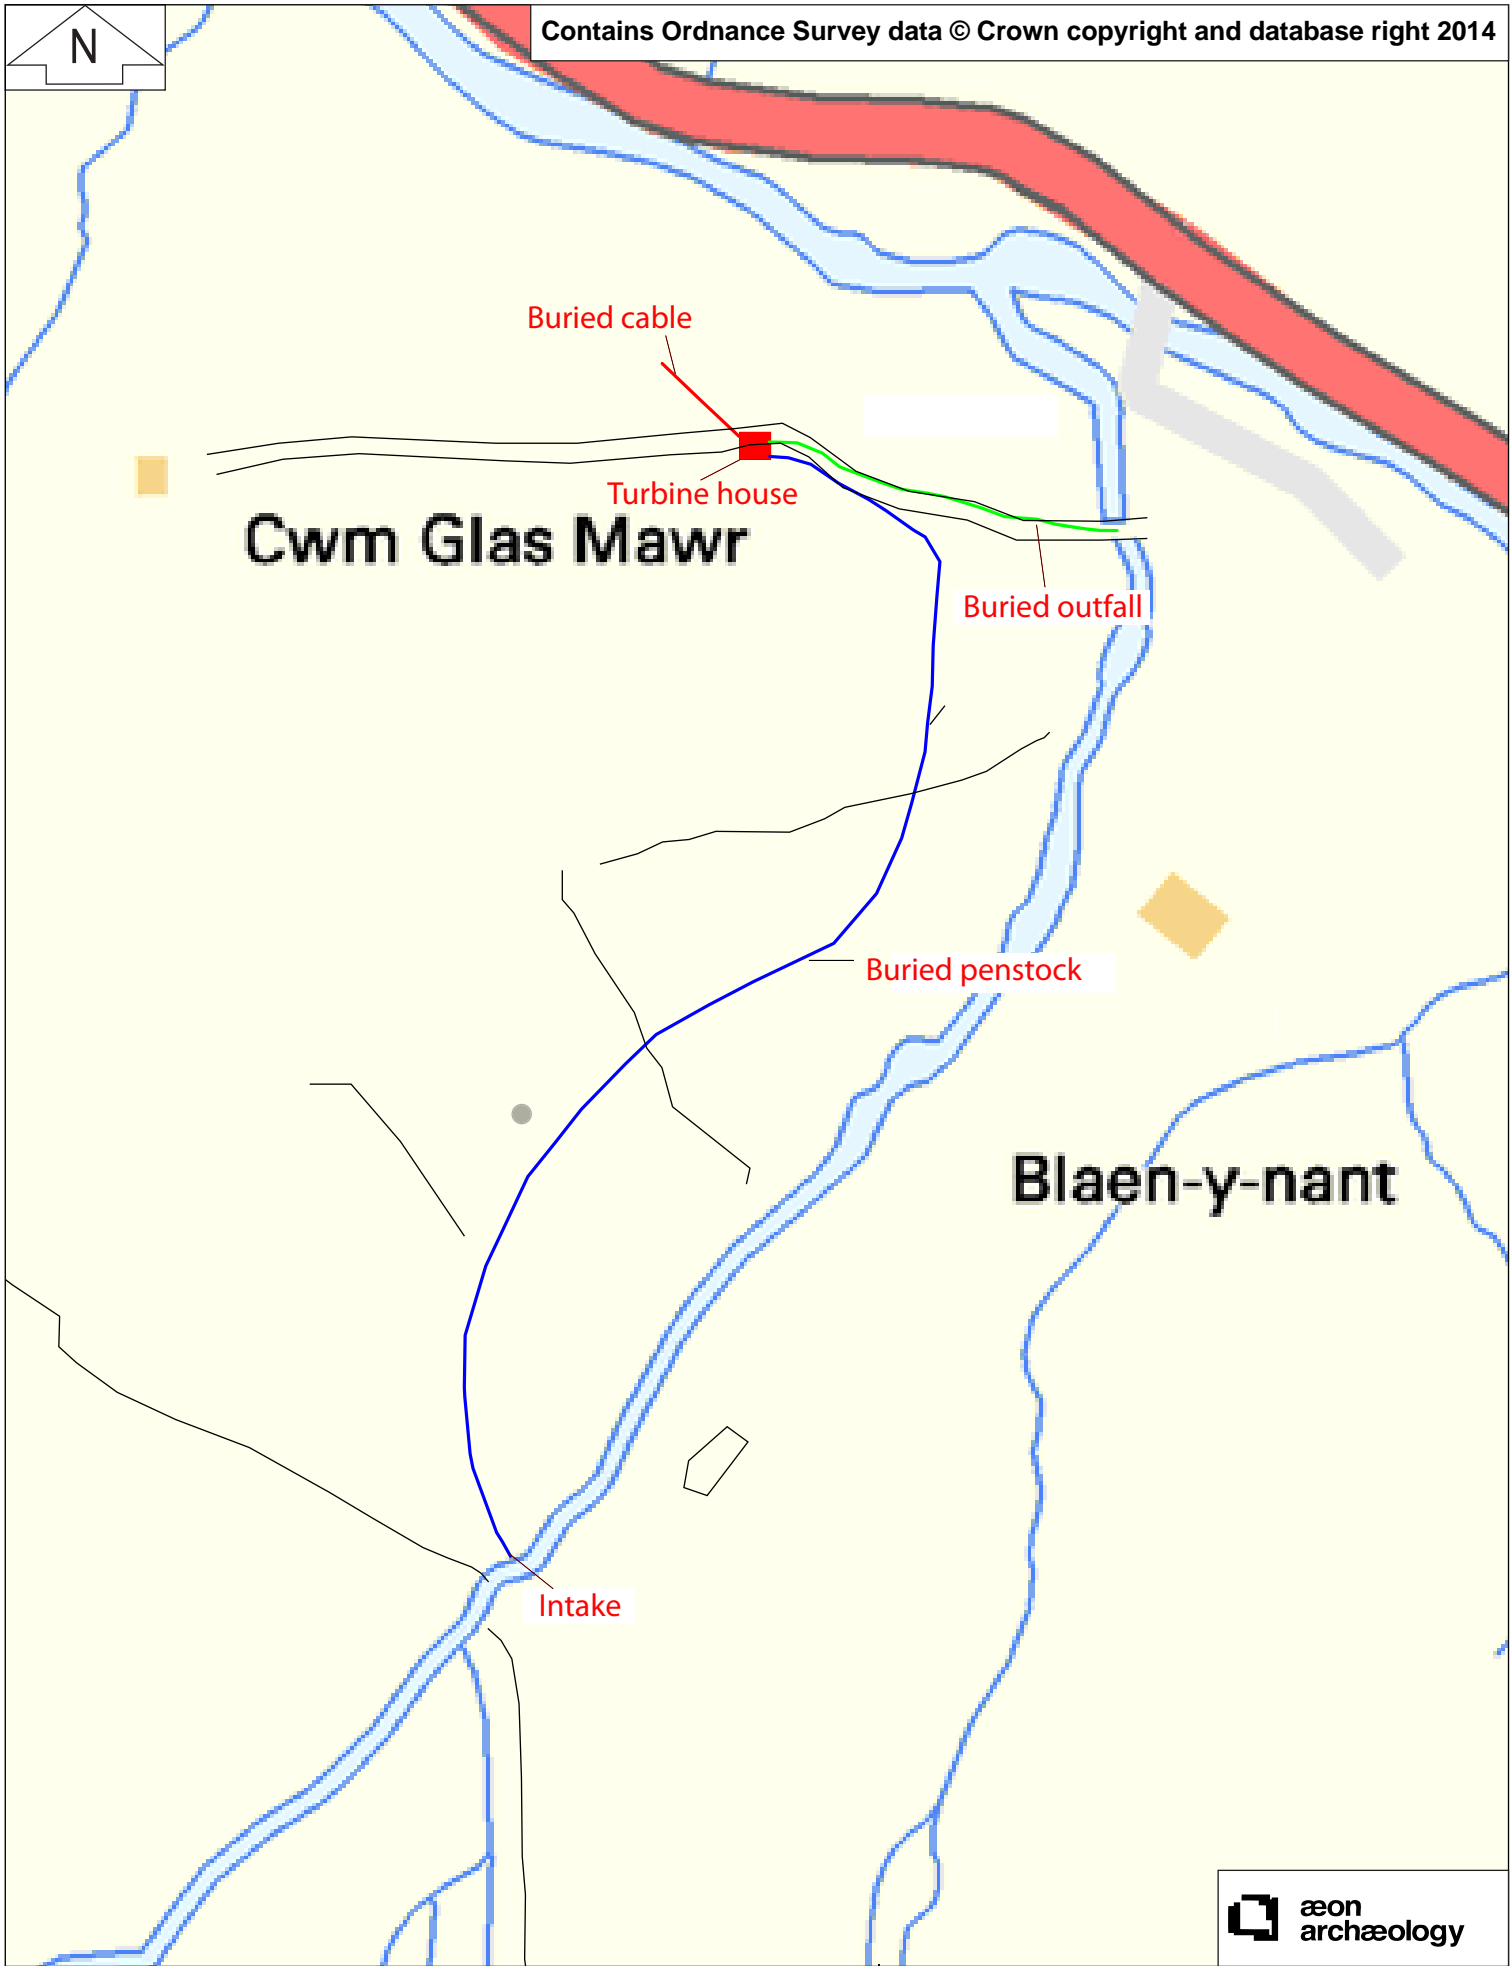 N
Contains Ordnance Survey data © Crown copyright and database right 2014
Buried cable
Turbine house
Cwm Glas Mawr
Buried outfall
Buried penstock
Blaen-y-nant
Intake
æon
archæology